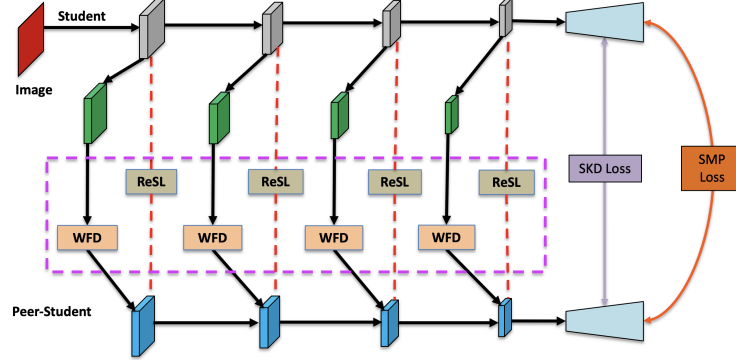 Student
Image
ReSL
ReSL
ReSL
ReSL
SKD Loss
SMP
Loss
WFD
WFD
WFD
WFD
Peer-Student